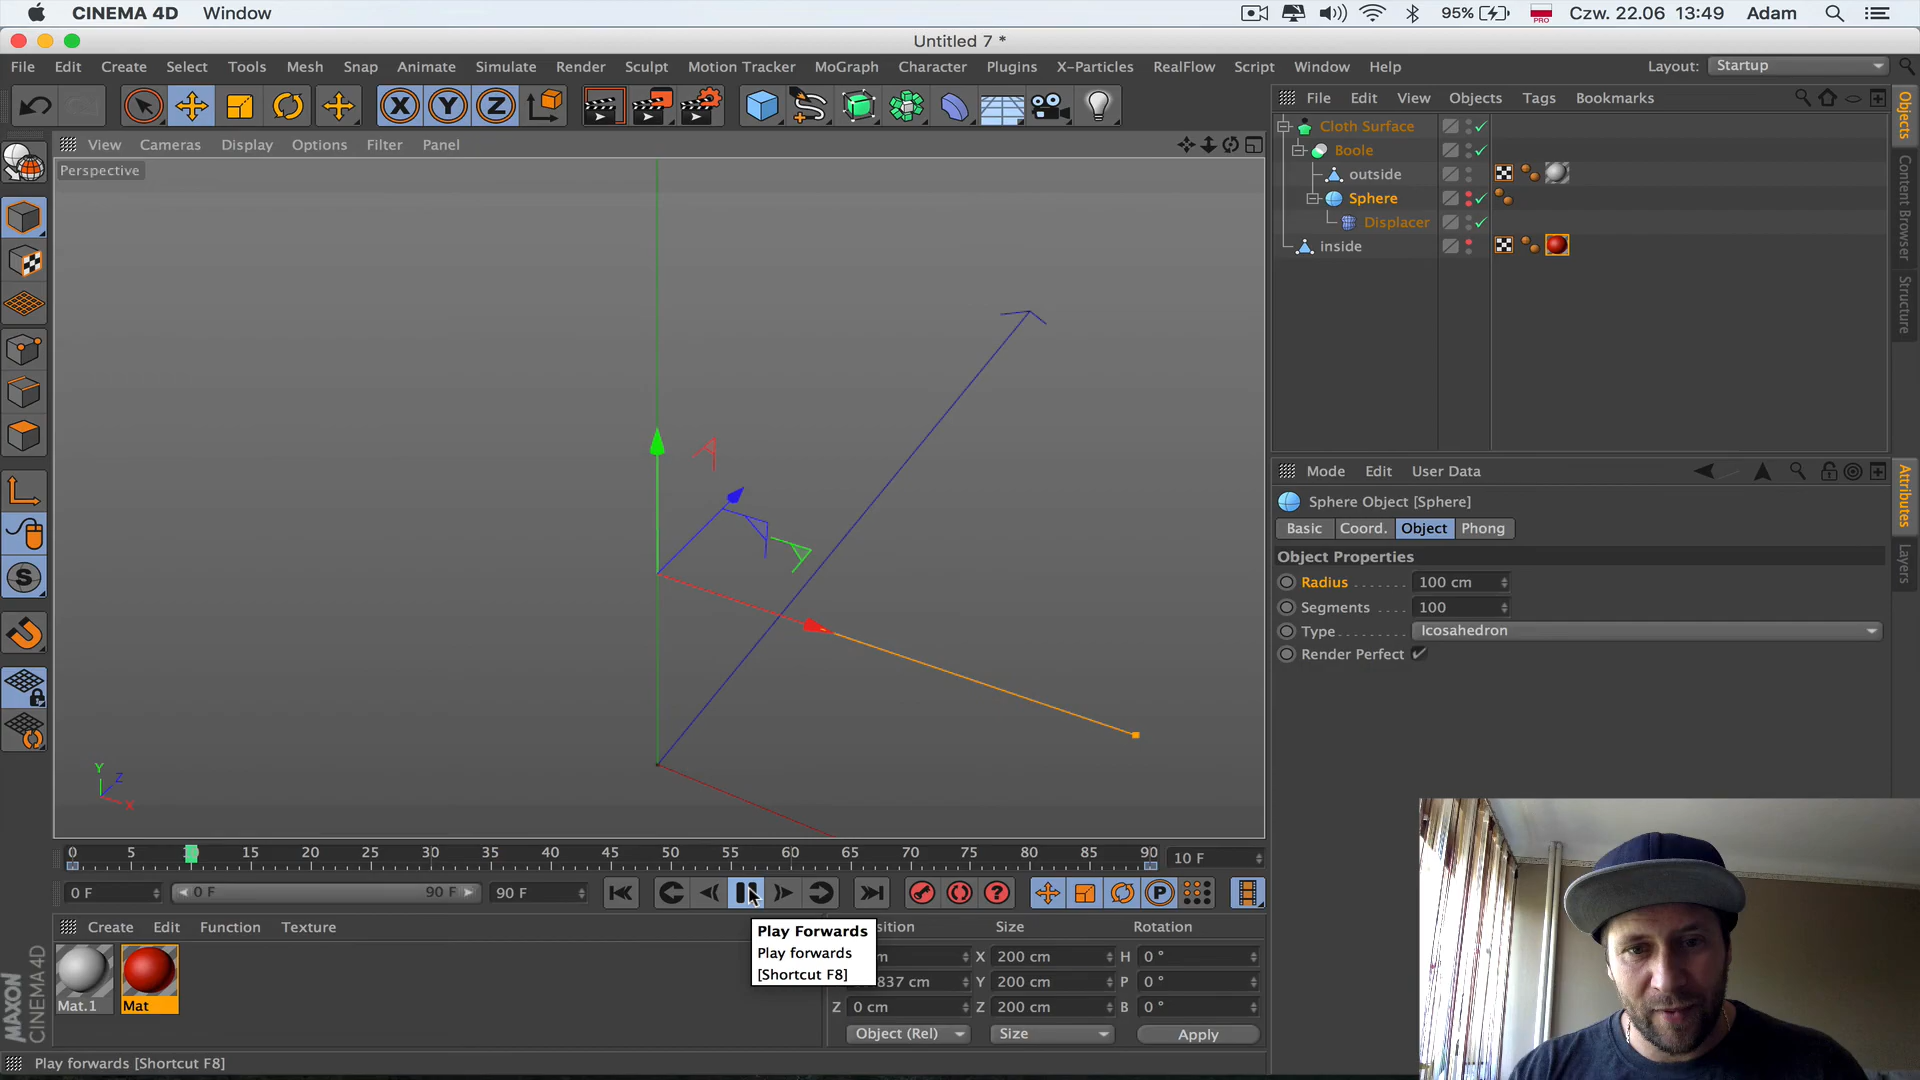 CINEMA 4D Window
95% PRO Czw. 22.06 13:49 Adam
Untitled 7 *
File Edit Create Select Tools Mesh Snap Animate Simulate Render Sculpt Motion Tracker MoGraph Character Plugins X-Particles RealFlow Script Window Help Layout: Startup
X Y Z
File Edit View Objects Tags Bookmarks
View Cameras Display Options Filter Panel
Perspective
Cloth Surface
Boole
outside
Sphere
Displacer
inside
Objects
Content Browser
Structure
Mode Edit User Data
Sphere Object [Sphere]
Basic Coord. Object Phong
Object Properties
Radius 100 cm
Segments 100
Type Icosahedron
Render Perfect
Attributes
Layers
S
Y Z X
0 5 10 15 20 25 30 35 40 45 50 55 60 65 70 75 80 85 90 10 F
0 F 0 F 90 F 90 F
P
Create Edit Function Texture
Play Forwards
Play forwards
[Shortcut F8]
Size Rotation
X 200 cm H 0 °
837 cm Y 200 cm P 0 °
Z 0 cm Z 200 cm B 0 °
Object (Rel) Size Apply
Mat.1 Mat
MAXON CINEMA 4D
Play forwards [Shortcut F8]